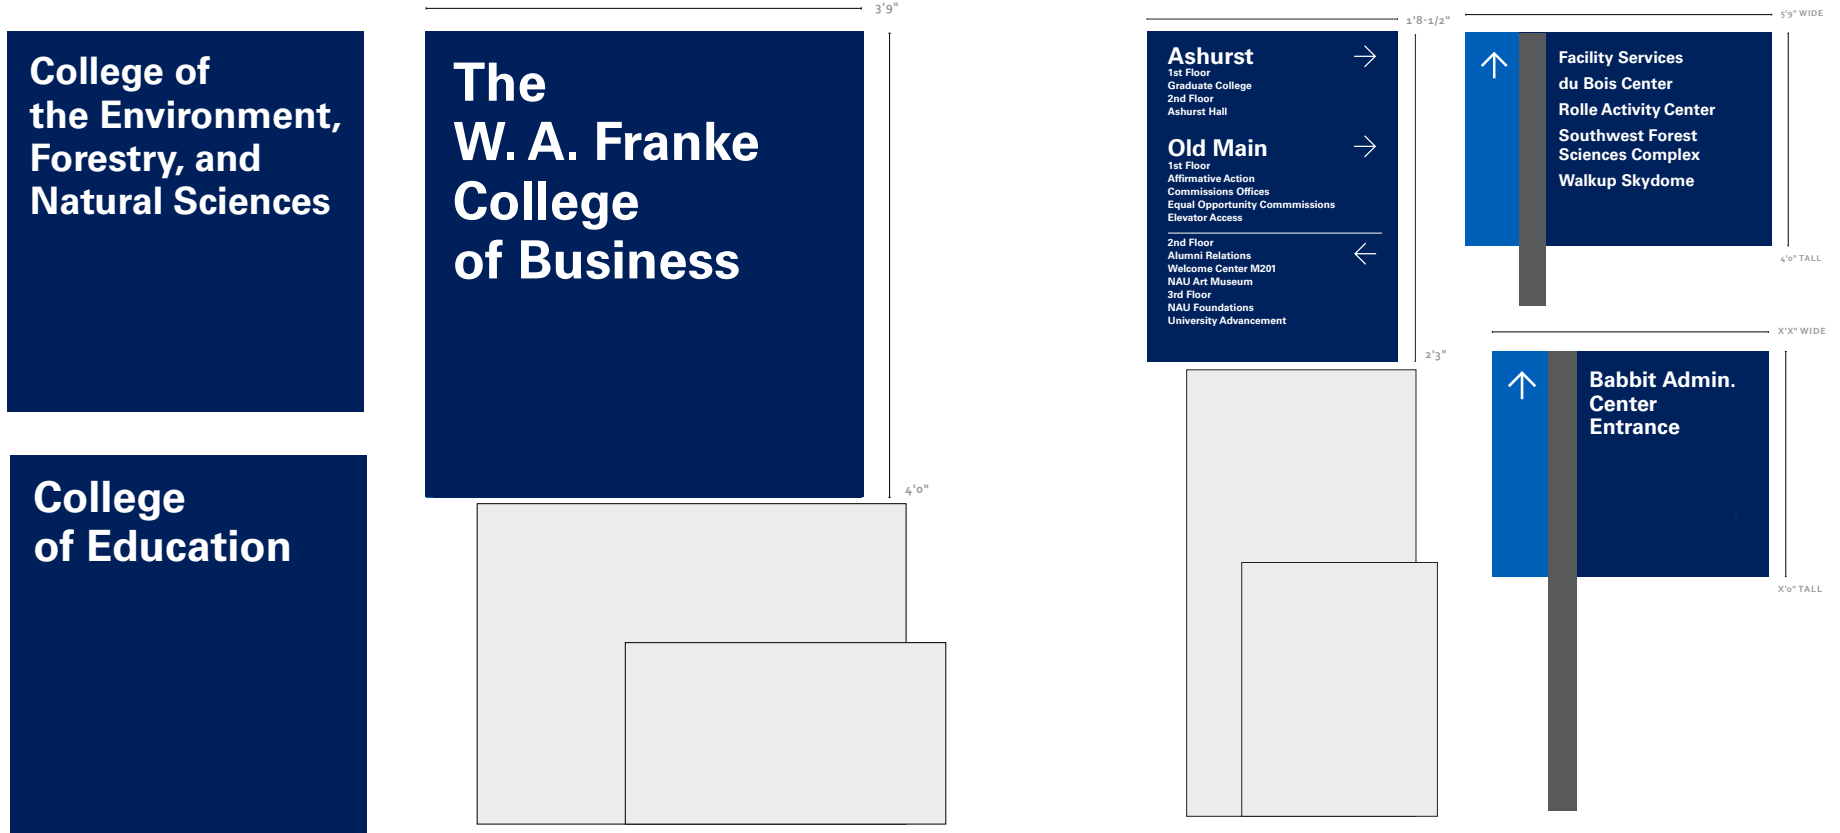 College of
the Environment,
Forestry, and
Natural Sciences
College
of Education
3'9"
The
W. A. Franke
College
of Business
4'0"
1'8-1/2"
Ashurst
1st Floor
Graduate College
2nd Floor
Ashurst Hall
Old Main
1st Floor
Affirmative Action
Commissions Offices
Equal Opportunity Commmissions
Elevator Access
2nd Floor
Alumni Relations
Welcome Center M201
NAU Art Museum
3rd Floor
NAU Foundations
University Advancement
2'3"
5'9" WIDE
Facility Services
du Bois Center
Rolle Activity Center
Southwest Forest
Sciences Complex
Walkup Skydome
4'0" TALL
X'X" WIDE
Babbit Admin.
Center
Entrance
X'0" TALL